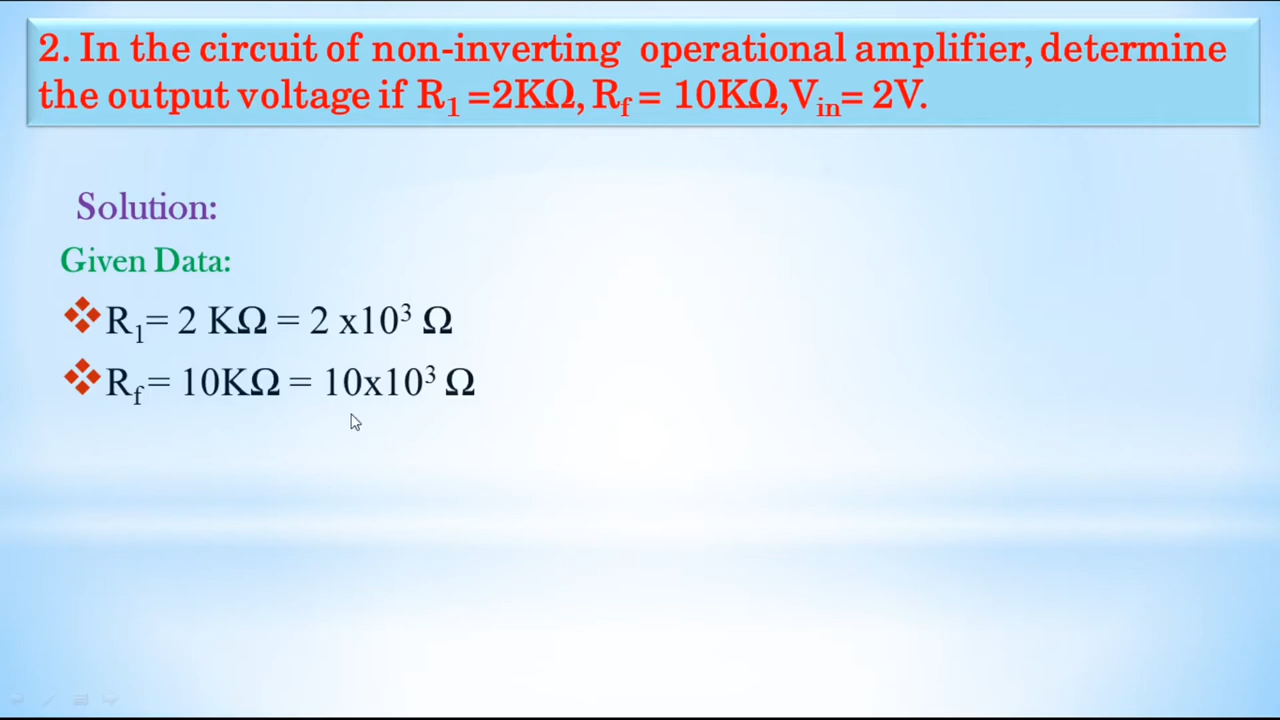 2. In the circuit of non-inverting operational amplifier, determine
the output voltage if R₁ =2KΩ, Rf = 10KΩ,Vin= 2V.
Solution:
Given Data:
❖R₁= 2 KΩ = 2 x10³ Ω
❖Rf = 10KΩ = 10x10³ Ω